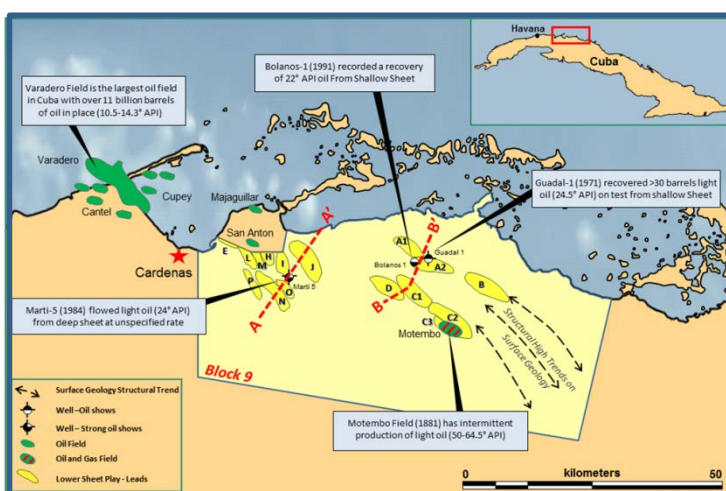 Havana
Cuba
Bolanos-1 (1991) recorded a recovery
of 22° API oil From Shallow Sheet
Varadero Field is the largest oil field
in Cuba with over 11 billion barrels
of oil in place (10.5-14.3° API)
Varadero
Cupey
Cantel
Majaguillar
San Anton
Cardenas
Guadal-1 (1971) recovered >30 barrels light
oil (24.5° API) on test from shallow Sheet
A'
B'
A1
Guadal 1
Bolanos 1
A2
E
L
H
M
I
J
P
Marti 5
O
N
A
B
D
C1
B
C3
C2
Motembo
Structural High Trends on
Surface Geology
Marti-5 (1984) flowed light oil (24° API)
from deep sheet at unspecified rate
Block 9
Motembo Field (1881) has intermittent
production of light oil (50-64.5° API)
Surface Geology Structural Trend
Well–Oil shows
Well– Strong oil shows
Oil Field
Oil and Gas Field
Lower Sheet Play - Leads
0
kilometers
50